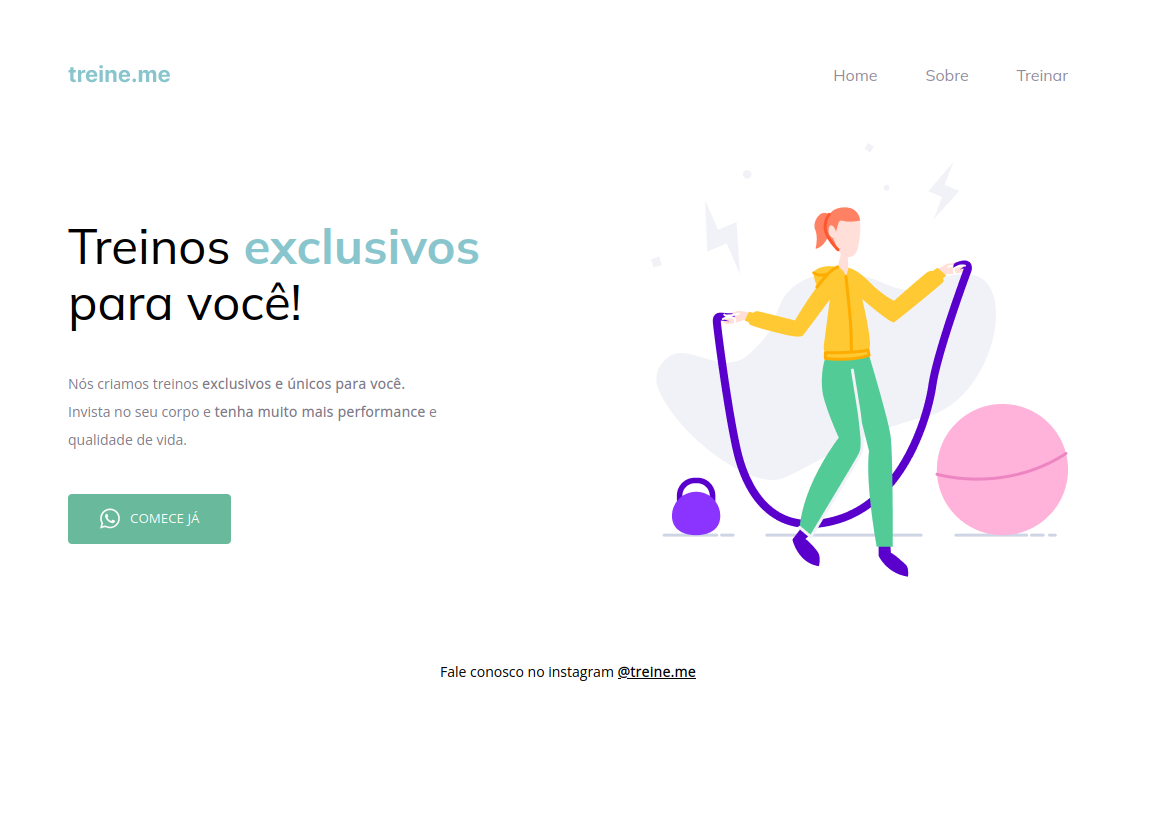 treine.me
Home
Sobre
Treinar
Treinos exclusivos
para você!
Nós criamos treinos exclusivos e únicos para você.
Invista no seu corpo e tenha muito mais performance e
qualidade de vida.
COMECE JÁ
Fale conosco no instagram @treine.me